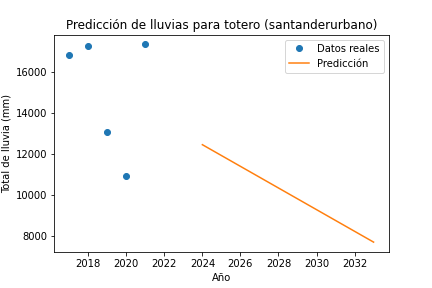 Predicción de lluvias para totero (santanderurbano)
Datos reales
Predicción
Total de lluvia (mm)
16000
14000
12000
10000
8000
2018 2020 2022 2024 2026 2028 2030 2032
Año